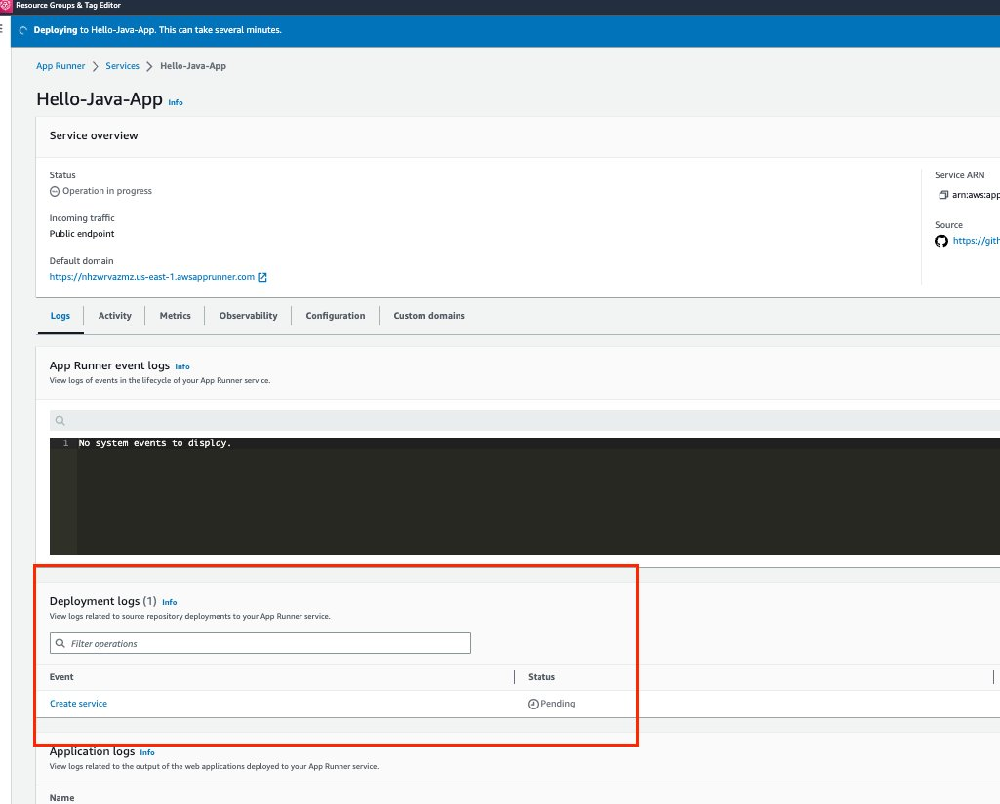 Resource Groups & Tag Editor
Deploying to Hello-Java-App. This can take several minutes.
App Runner > Services > Hello-Java-App
Hello-Java-App Info
Service overview
Status
Operation in progress
Incoming traffic
Public endpoint
Default domain
https://nhzwrvazmz.us-east-1.awsapprunner.com
Service ARN
arn:aws:app
Source
https://gith
Logs Activity Metrics Observability Configuration Custom domains
App Runner event logs Info
View logs of events in the lifecycle of your App Runner service.
1 No system events to display.
Deployment logs (1) Info
View logs related to source repository deployments to your App Runner service.
Filter operations
Event Status
Create service Pending
Application logs Info
View logs related to the output of the web applications deployed to your App Runner service.
Name